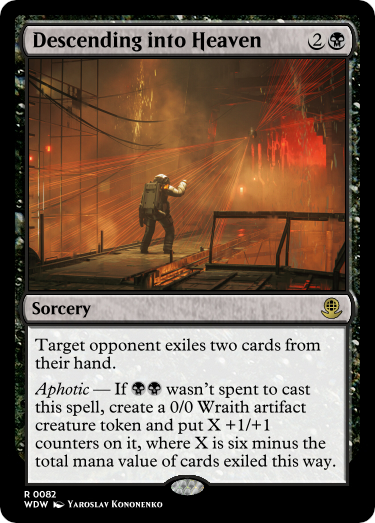 Descending into Heaven 2
Sorcery
Target opponent exiles two cards from
their hand.
Aphotic — If wasn't spent to cast
this spell, create a 0/0 Wraith artifact
creature token and put X +1/+1
counters on it, where X is six minus the
total mana value of cards exiled this way.
R 0082
WDW Yaroslav Kononenko